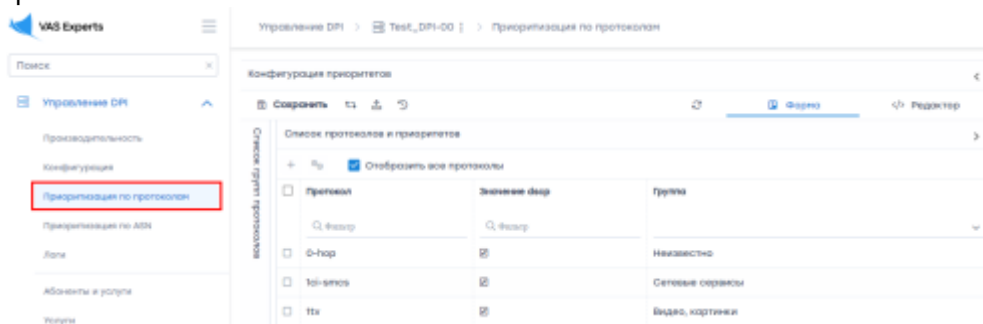 VAS Experts
Управление DPI > Test_DPI-00 > Приоритизация по протоколам
Поиск
Конфигурация приоритетов
Управление DPI
Сохранить
Форма
</> Редактор
Производительность
Список групп протоколов
Список протоколов и приоритетов
Конфигурация
Отобразить все протоколы
Приоритизация по протоколам
Протокол
Значение dscp
Группа
Приоритизация по ASN
Фильтр
Фильтр
Логи
0-hop
Неизвестно
Абоненты и услуги
1ci-smcs
Сетевые сервисы
Услуги
ttx
Видео, картинки